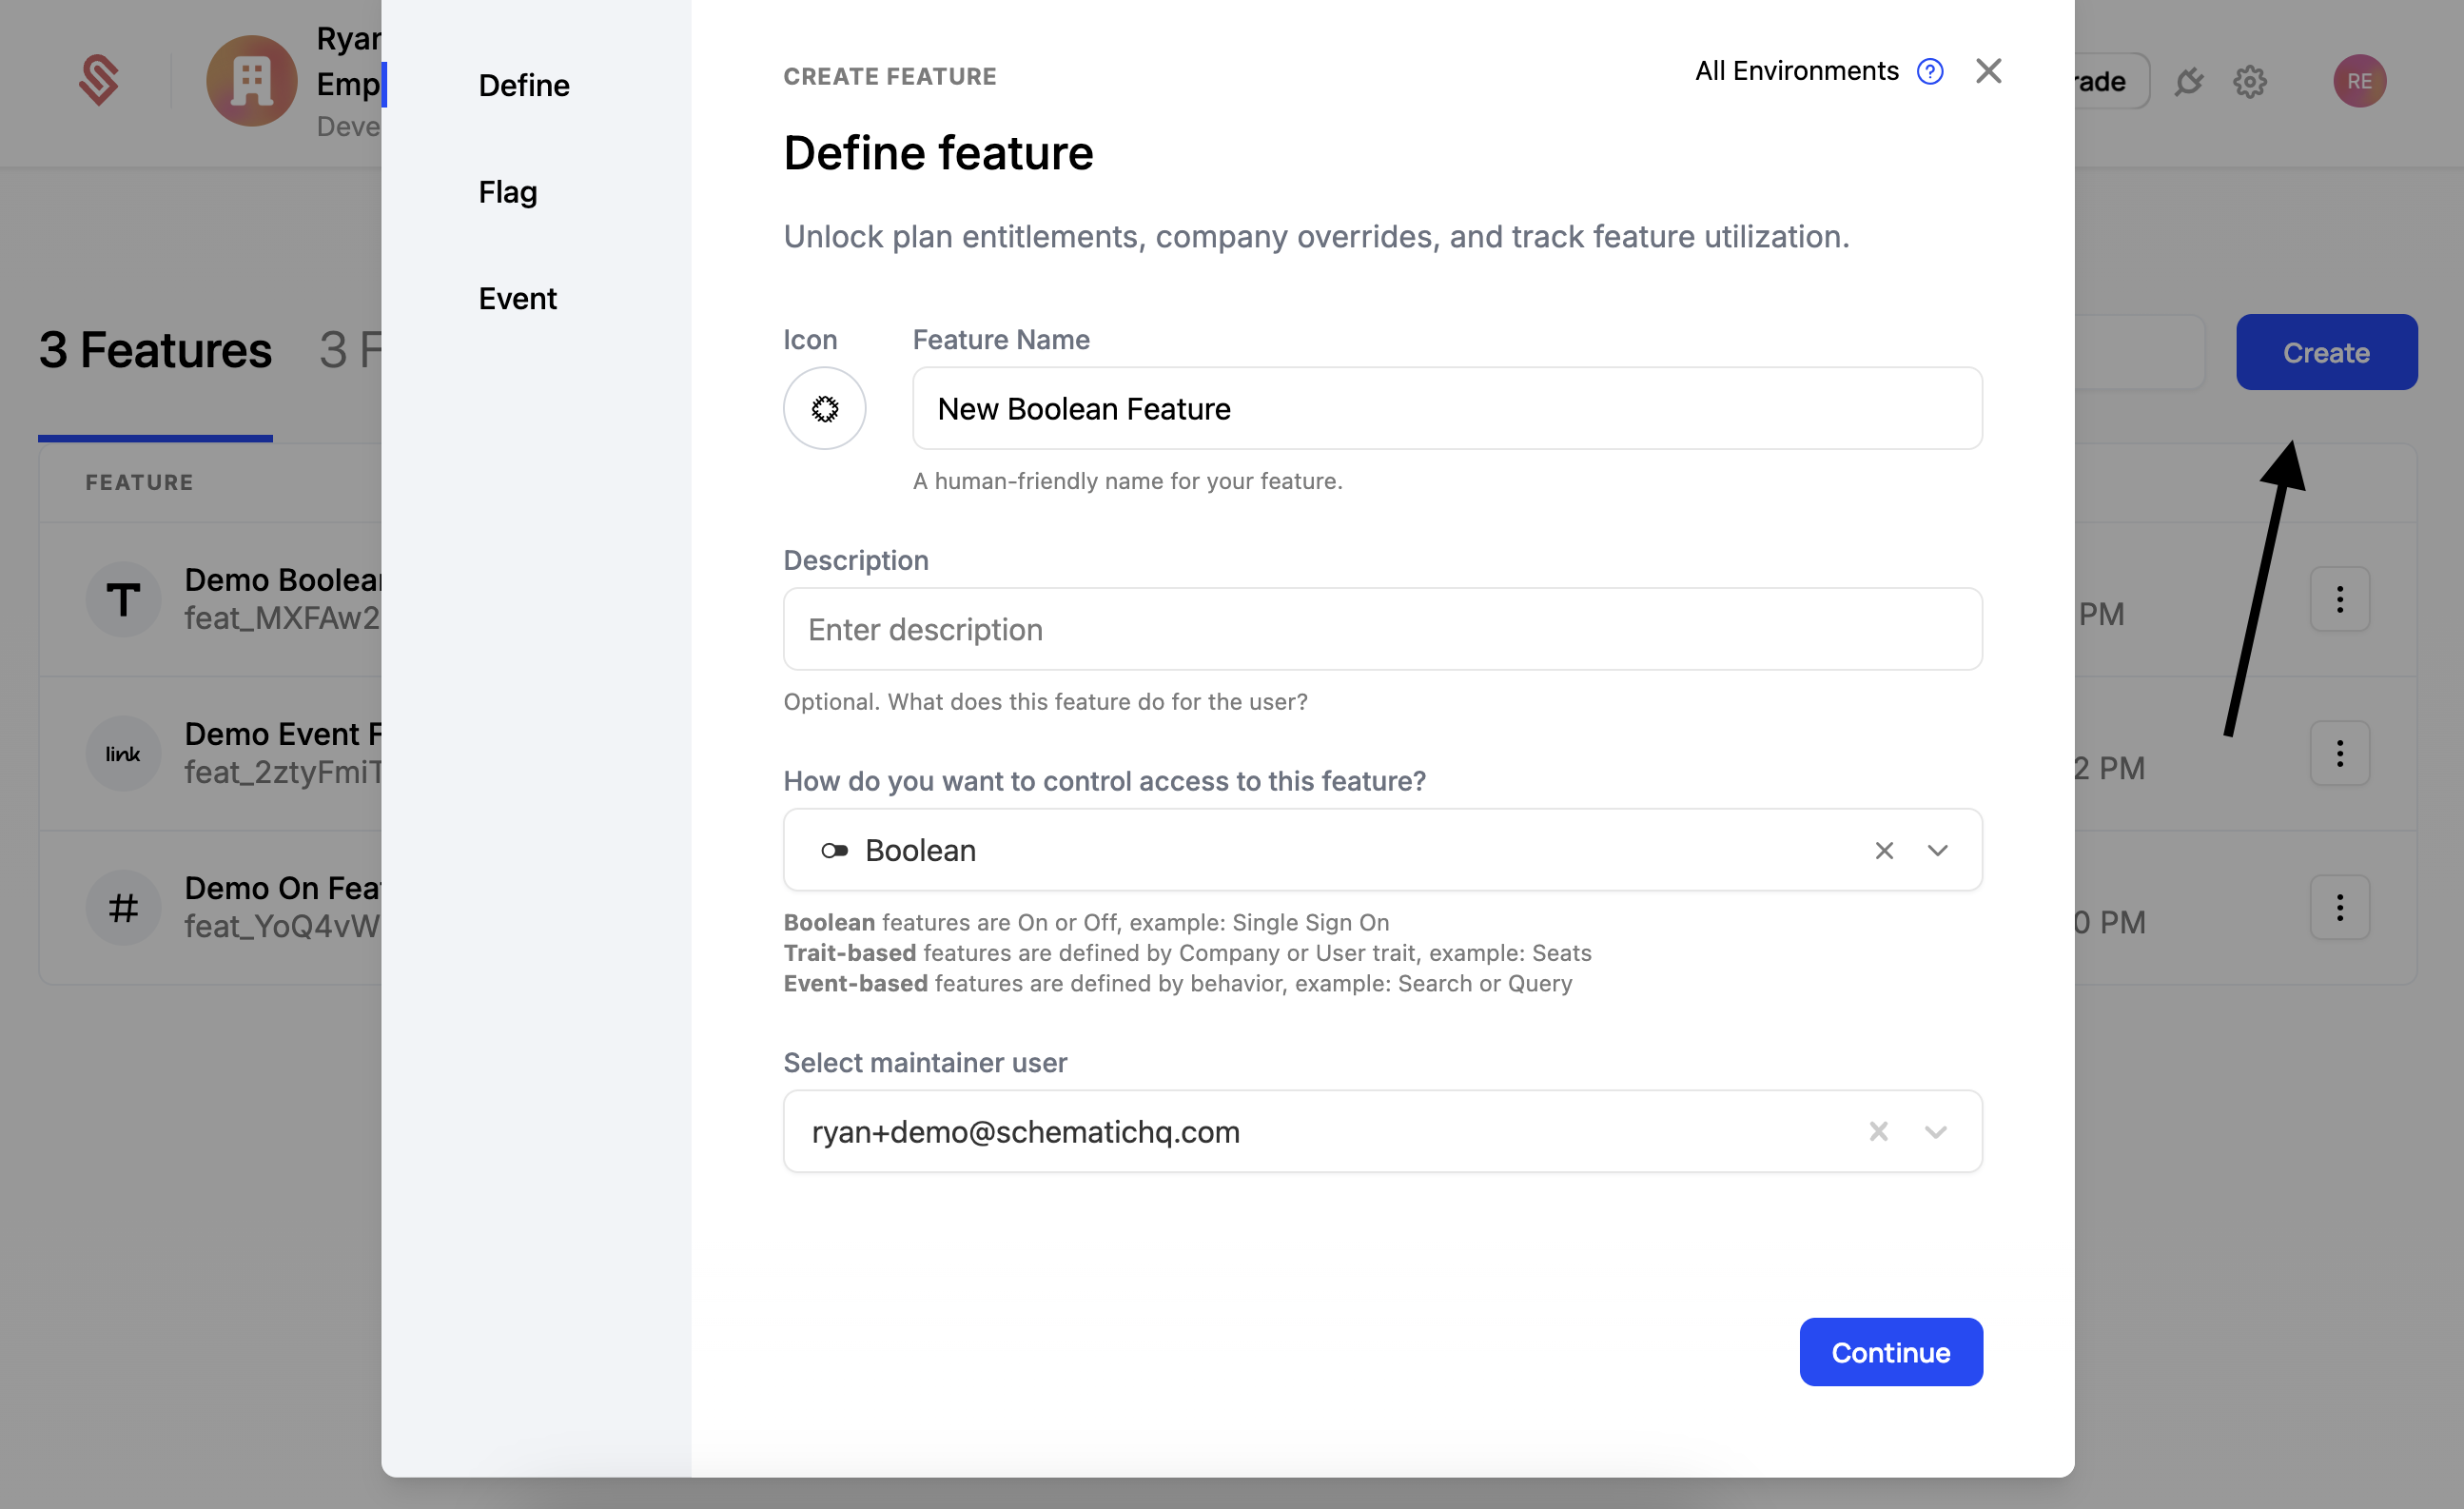 Ryan
Emp
Deve
rade
RE
3 Features
3 F
Create
FEATURE
Demo Boolean
feat_MXFAw2
PM
link
Demo Event F
feat_2ztyFmiT
2 PM
#
Demo On Feat
feat_YoQ4vW
0 PM
Define
Flag
Event
CREATE FEATURE
All Environments ?
Define feature
Unlock plan entitlements, company overrides, and track feature utilization.
Icon
Feature Name
New Boolean Feature
A human-friendly name for your feature.
Description
Enter description
Optional. What does this feature do for the user?
How do you want to control access to this feature?
Boolean
Boolean features are On or Off, example: Single Sign On
Trait-based features are defined by Company or User trait, example: Seats
Event-based features are defined by behavior, example: Search or Query
Select maintainer user
ryan+demo@schematichq.com
Continue